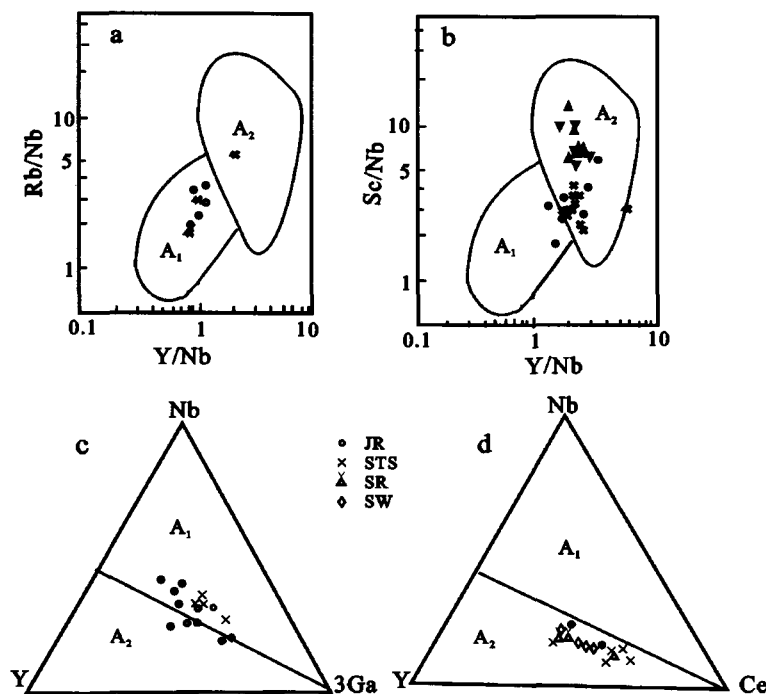 a
b
Rb/Nb
10
5
1
A₂
A₁
0.1 1 10
Y/Nb
Sc/Nb
10
5
1
A₂
A₁
0.1 1 10
Y/Nb
c
Nb
A₁
A₂
Y
3Ga
JR
STS
SR
SW
d
Nb
A₁
A₂
Y
Ce